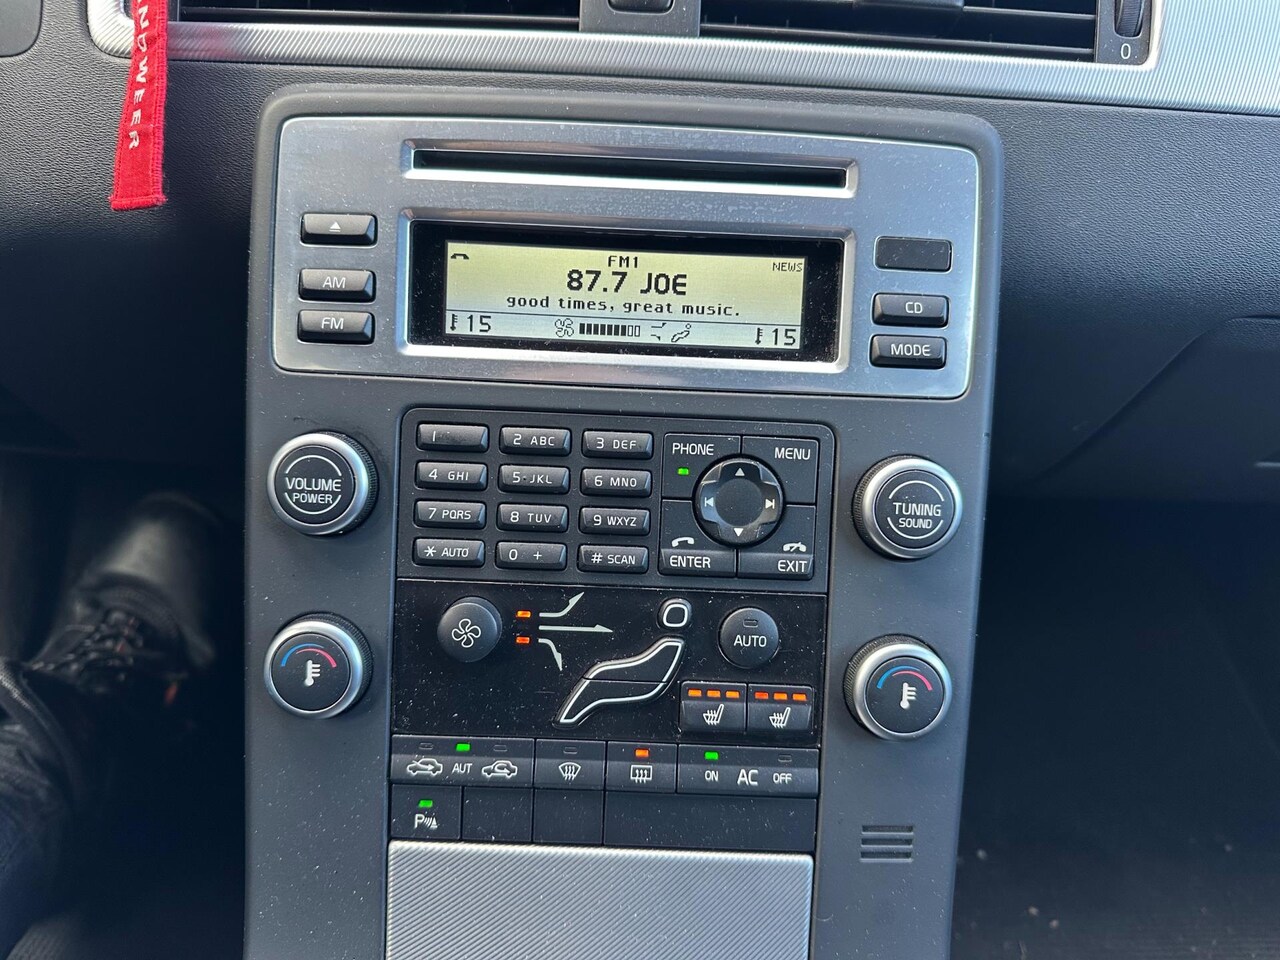 NDWEER
0
FM1
NEWS
87.7 JOE
good times, great music.
15
15
AM
FM
CD
MODE
1
2 ABC
3 DEF
4 GHI
5 JKL
6 MNO
7 PQRS
8 TUV
9 WXYZ
* AUTO
0 +
# SCAN
PHONE
MENU
ENTER
EXIT
VOLUME
POWER
TUNING
SOUND
AUTO
AUT
ON
AC
OFF
P